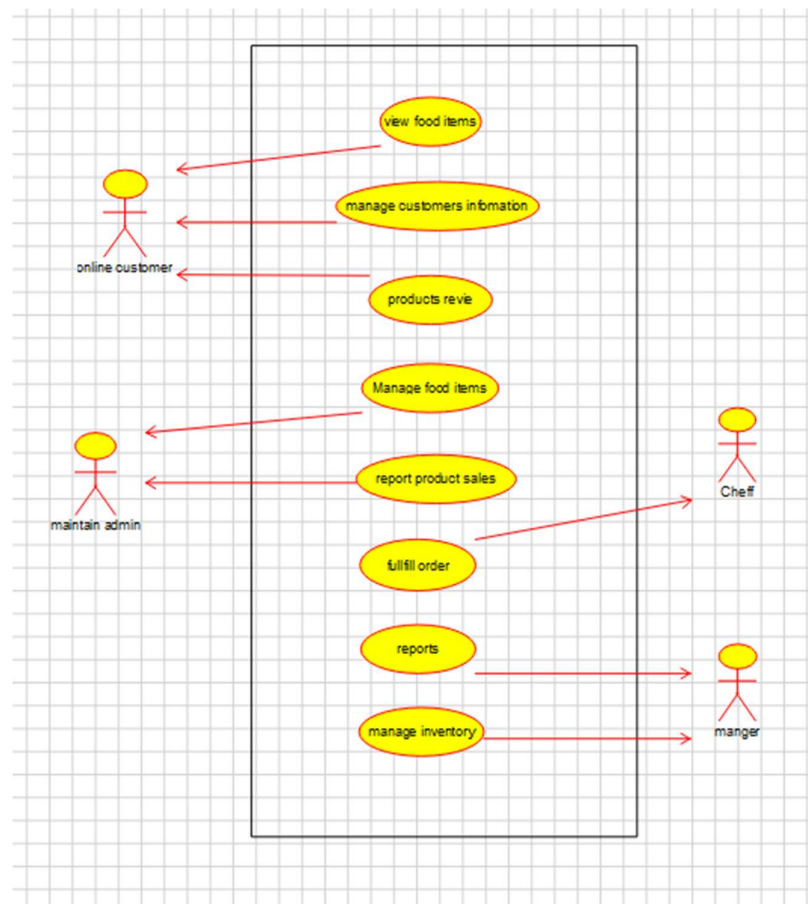 view food items
manage customers infomation
online customer
products revie
Manage food items
report product sales
Cheff
maintain admin
fullfill order
reports
manage inventory
manger